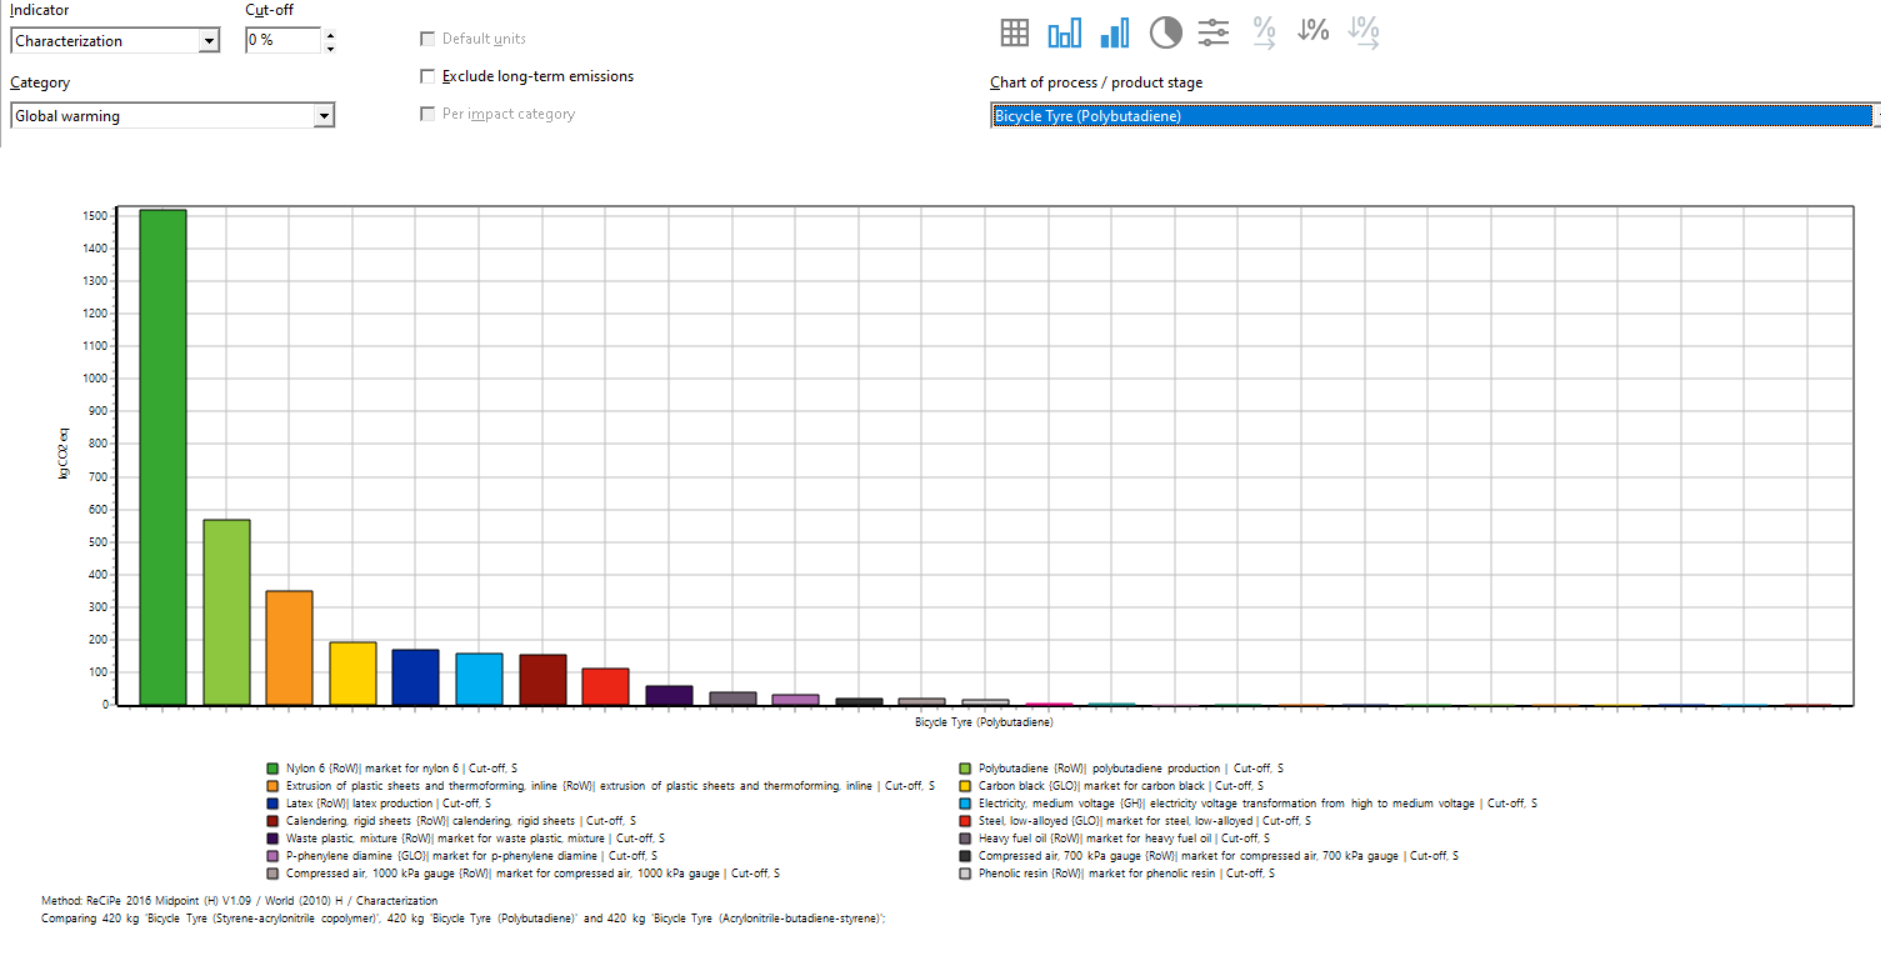 Indicator
Cut-off
Characterization
0 %
Default units
Category
Exclude long-term emissions
Chart of process / product stage
Global warming
Per impact category
Bicycle Tyre (Polybutadiene)
1500
1400
1300
1200
1100
1000
900
800
700
600
500
400
300
200
100
0
kg CO2 eq
Bicycle Tyre (Polybutadiene)
Nylon 6 {RoW}| market for nylon 6 | Cut-off, S
Polybutadiene {RoW}| polybutadiene production | Cut-off, S
Extrusion of plastic sheets and thermoforming, inline {RoW}| extrusion of plastic sheets and thermoforming, inline | Cut-off, S
Carbon black {GLO}| market for carbon black | Cut-off, S
Latex {RoW}| latex production | Cut-off, S
Electricity, medium voltage {GH}| electricity voltage transformation from high to medium voltage | Cut-off, S
Calendering, rigid sheets {RoW}| calendering, rigid sheets | Cut-off, S
Steel, low-alloyed {GLO}| market for steel, low-alloyed | Cut-off, S
Waste plastic, mixture {RoW}| market for waste plastic, mixture | Cut-off, S
Heavy fuel oil {RoW}| market for heavy fuel oil | Cut-off, S
P-phenylene diamine {GLO}| market for p-phenylene diamine | Cut-off, S
Compressed air, 700 kPa gauge {RoW}| market for compressed air, 700 kPa gauge | Cut-off, S
Compressed air, 1000 kPa gauge {RoW}| market for compressed air, 1000 kPa gauge | Cut-off, S
Phenolic resin {RoW}| market for phenolic resin | Cut-off, S
Method: ReCiPe 2016 Midpoint (H) V1.09 / World (2010) H / Characterization
Comparing 420 kg 'Bicycle Tyre (Styrene-acrylonitrile copolymer)', 420 kg 'Bicycle Tyre (Polybutadiene)' and 420 kg 'Bicycle Tyre (Acrylonitrile-butadiene-styrene)';